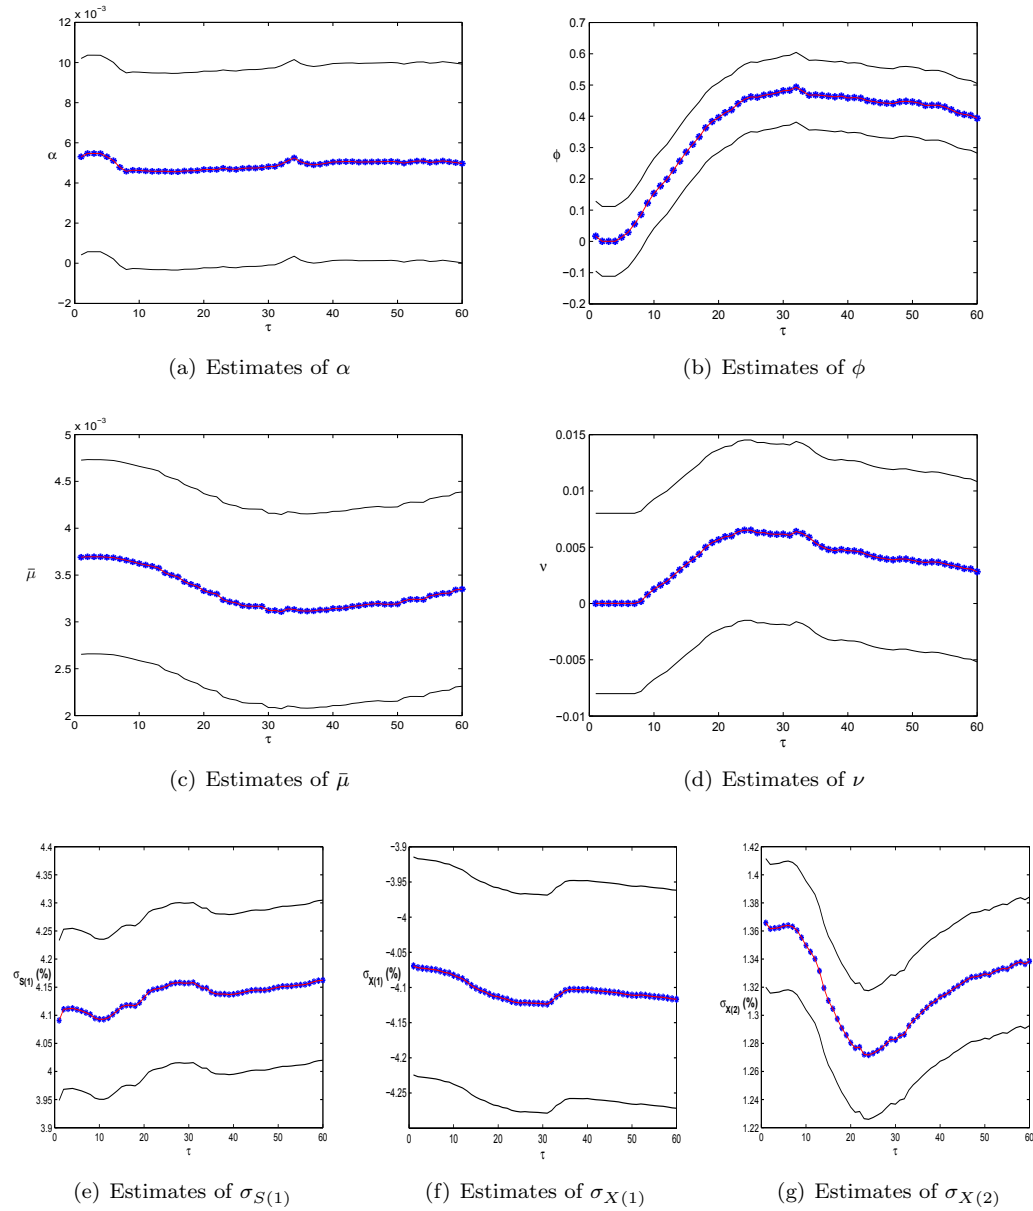 x 10⁻³
12
10
8
6
4
2
0
−2
α
0 10 20 30 40 50 60
τ
(a) Estimates of α
0.7
0.6
0.5
0.4
0.3
0.2
0.1
0
−0.1
−0.2
ϕ
0 10 20 30 40 50 60
τ
(b) Estimates of ϕ
x 10⁻³
5
4.5
4
3.5
3
2.5
2
μ̄
0 10 20 30 40 50 60
τ
(c) Estimates of μ̄
0.015
0.01
0.005
0
−0.005
−0.01
ν
0 10 20 30 40 50 60
τ
(d) Estimates of ν
4.4
4.35
4.3
4.25
4.2
4.15
4.1
4.05
4
3.95
3.9
σS(1) (%)
0 10 20 30 40 50 60
τ
(e) Estimates of σS(1)
−3.9
−3.95
−4
−4.05
−4.1
−4.15
−4.2
−4.25
σX(1) (%)
0 10 20 30 40 50 60
τ
(f) Estimates of σX(1)
1.42
1.4
1.38
1.36
1.34
1.32
1.3
1.28
1.26
1.24
1.22
σX(2) (%)
0 10 20 30 40 50 60
τ
(g) Estimates of σX(2)